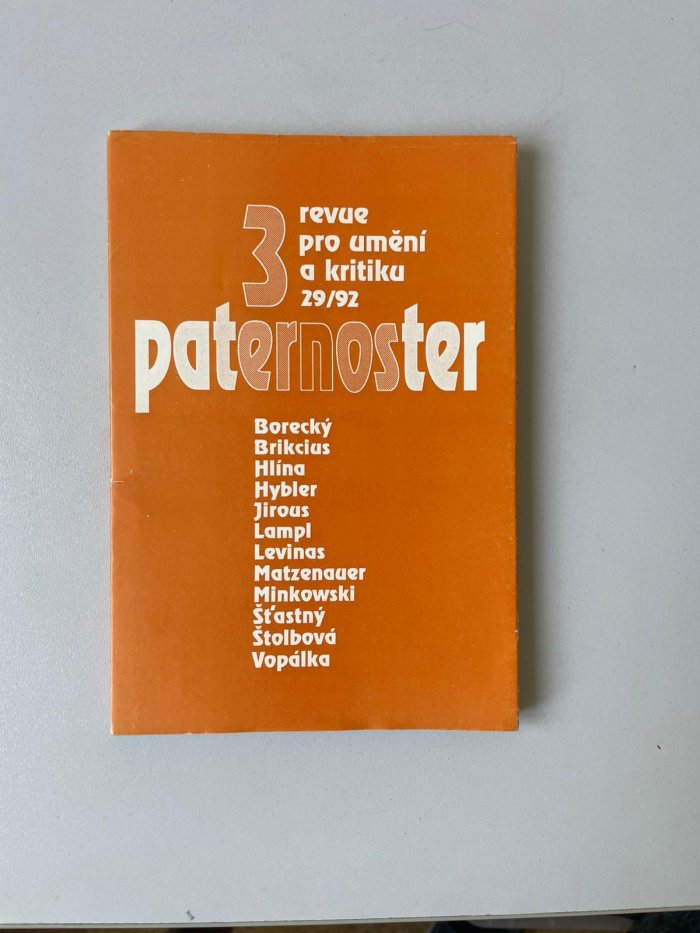 3
revue
pro umění
a kritiku
29/92
paternoster
Borecký
Brikcius
Hlína
Hybler
Jirous
Lampl
Levinas
Matzenauer
Minkowski
Šťastný
Štolbová
Vopálka